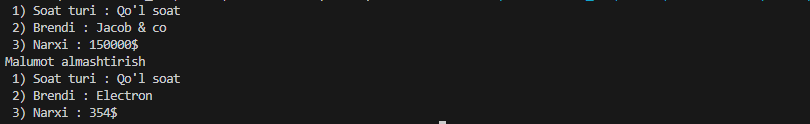 1) Soat turi : Qo'l soat
2) Brendi : Jacob & co
3) Narxi : 150000$
Malumot almashtirish
1) Soat turi : Qo'l soat
2) Brendi : Electron
3) Narxi : 354$